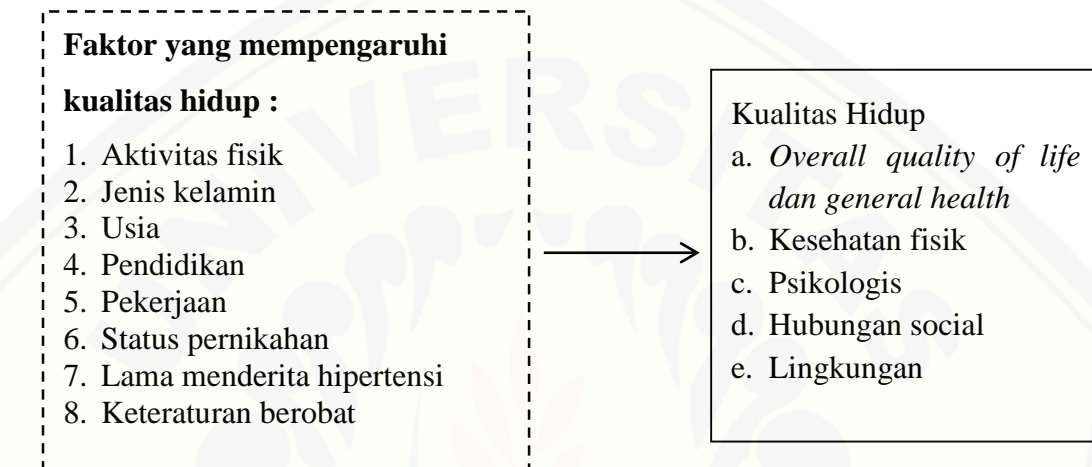 Faktor yang mempengaruhi
kualitas hidup :
1. Aktivitas fisik
2. Jenis kelamin
3. Usia
4. Pendidikan
5. Pekerjaan
6. Status pernikahan
7. Lama menderita hipertensi
8. Keteraturan berobat
Kualitas Hidup
a. Overall quality of life
dan general health
b. Kesehatan fisik
c. Psikologis
d. Hubungan social
e. Lingkungan
UNIVERSITAS